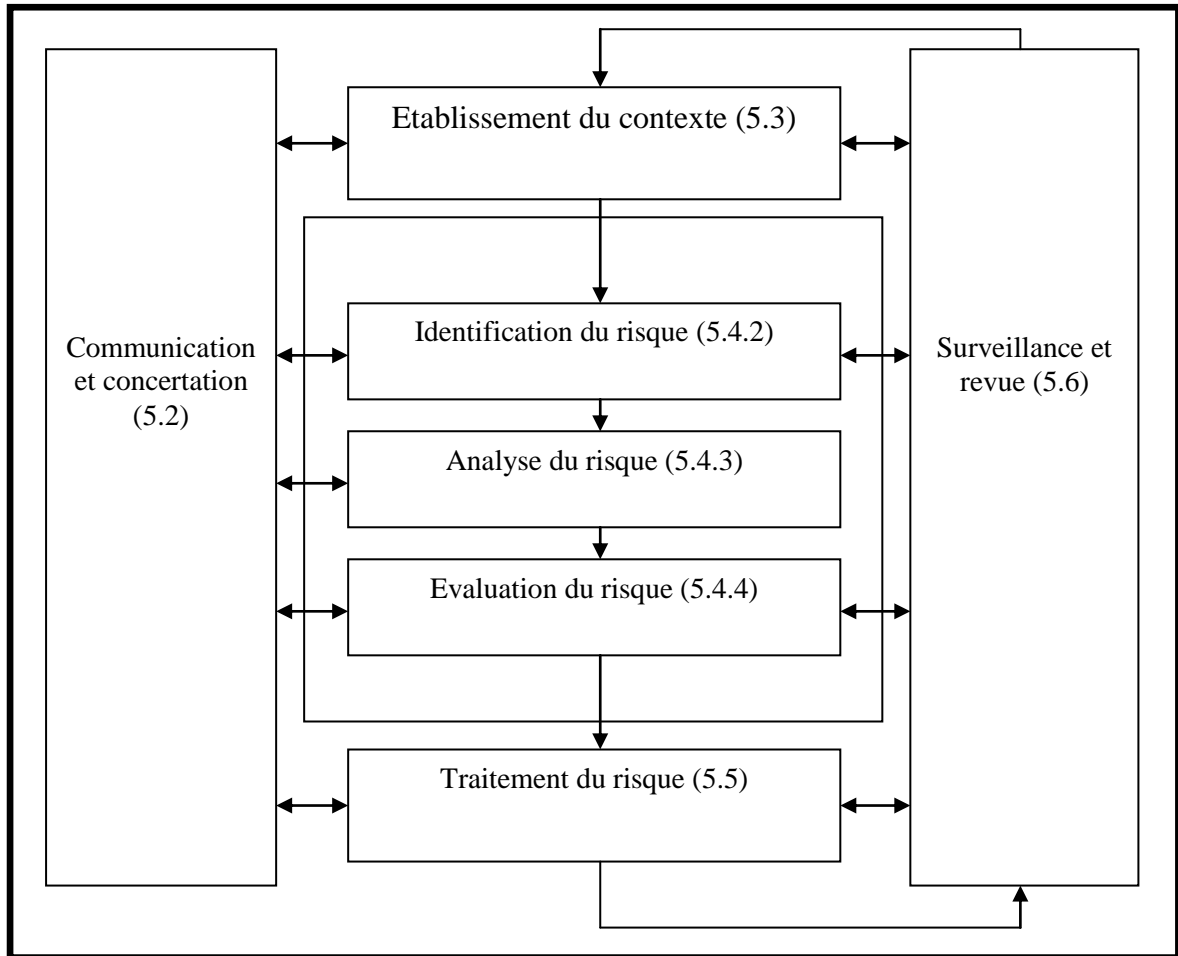 Etablissement du contexte (5.3)
Identification du risque (5.4.2)
Communication
et concertation
(5.2)
Surveillance et
revue (5.6)
Analyse du risque (5.4.3)
Evaluation du risque (5.4.4)
Traitement du risque (5.5)